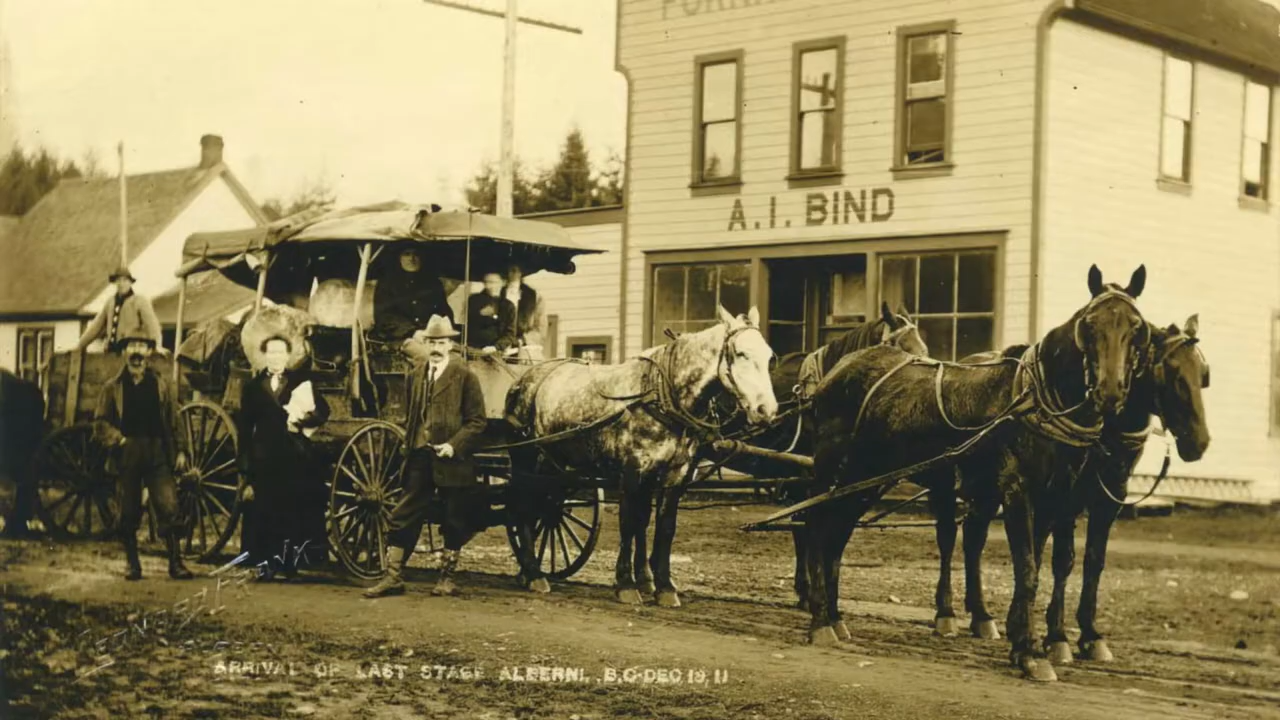 A.I. BIND
ARRIVAL OF LAST STAGE ALBERNI, B.C. DEC 19, 11